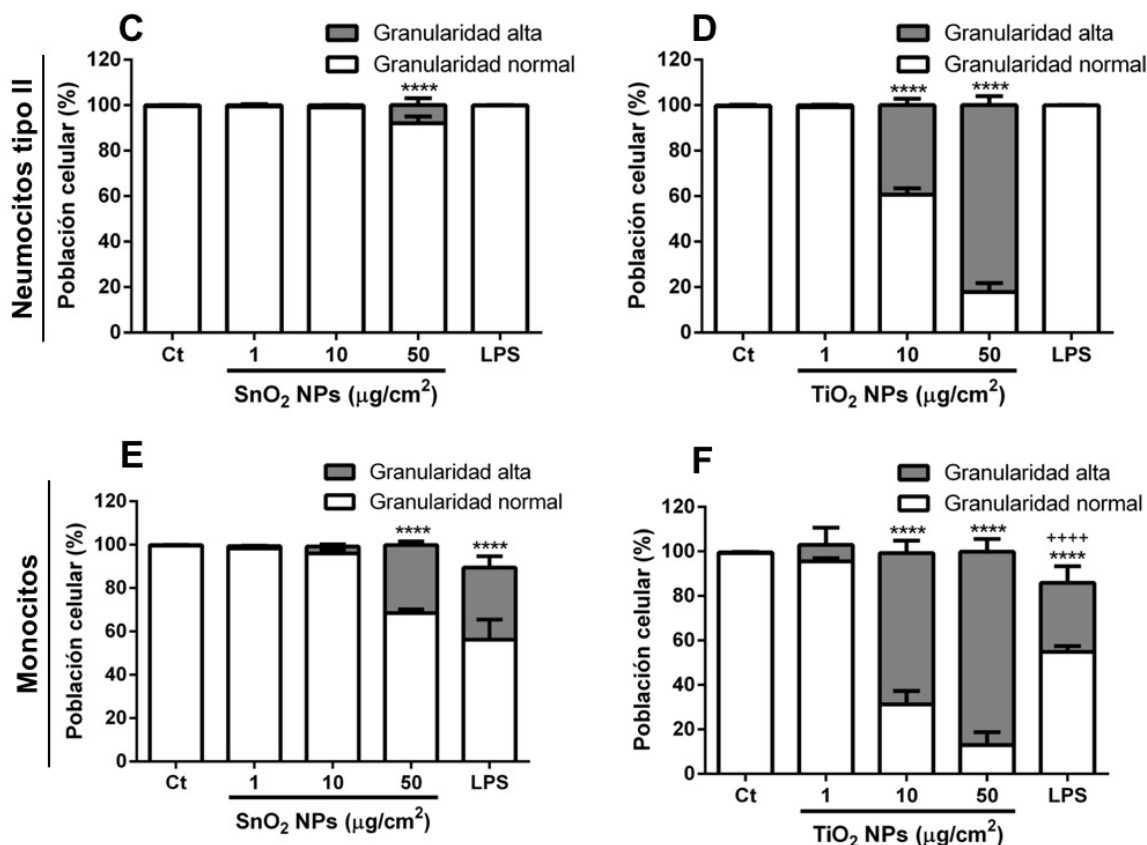 C
Granularidad alta
Granularidad normal
Neumocitos tipo II
Población celular (%)
120
100
80
60
40
20
0
****
Ct
1
10
50
LPS
SnO₂ NPs (μg/cm²)
D
Granularidad alta
Granularidad normal
Población celular (%)
120
100
80
60
40
20
0
****
****
Ct
1
10
50
LPS
TiO₂ NPs (μg/cm²)
E
Granularidad alta
Granularidad normal
Monocitos
Población celular (%)
120
100
80
60
40
20
0
****
****
Ct
1
10
50
LPS
SnO₂ NPs (μg/cm²)
F
Granularidad alta
Granularidad normal
Población celular (%)
120
100
80
60
40
20
0
****
****
++++
****
Ct
1
10
50
LPS
TiO₂ NPs (μg/cm²)